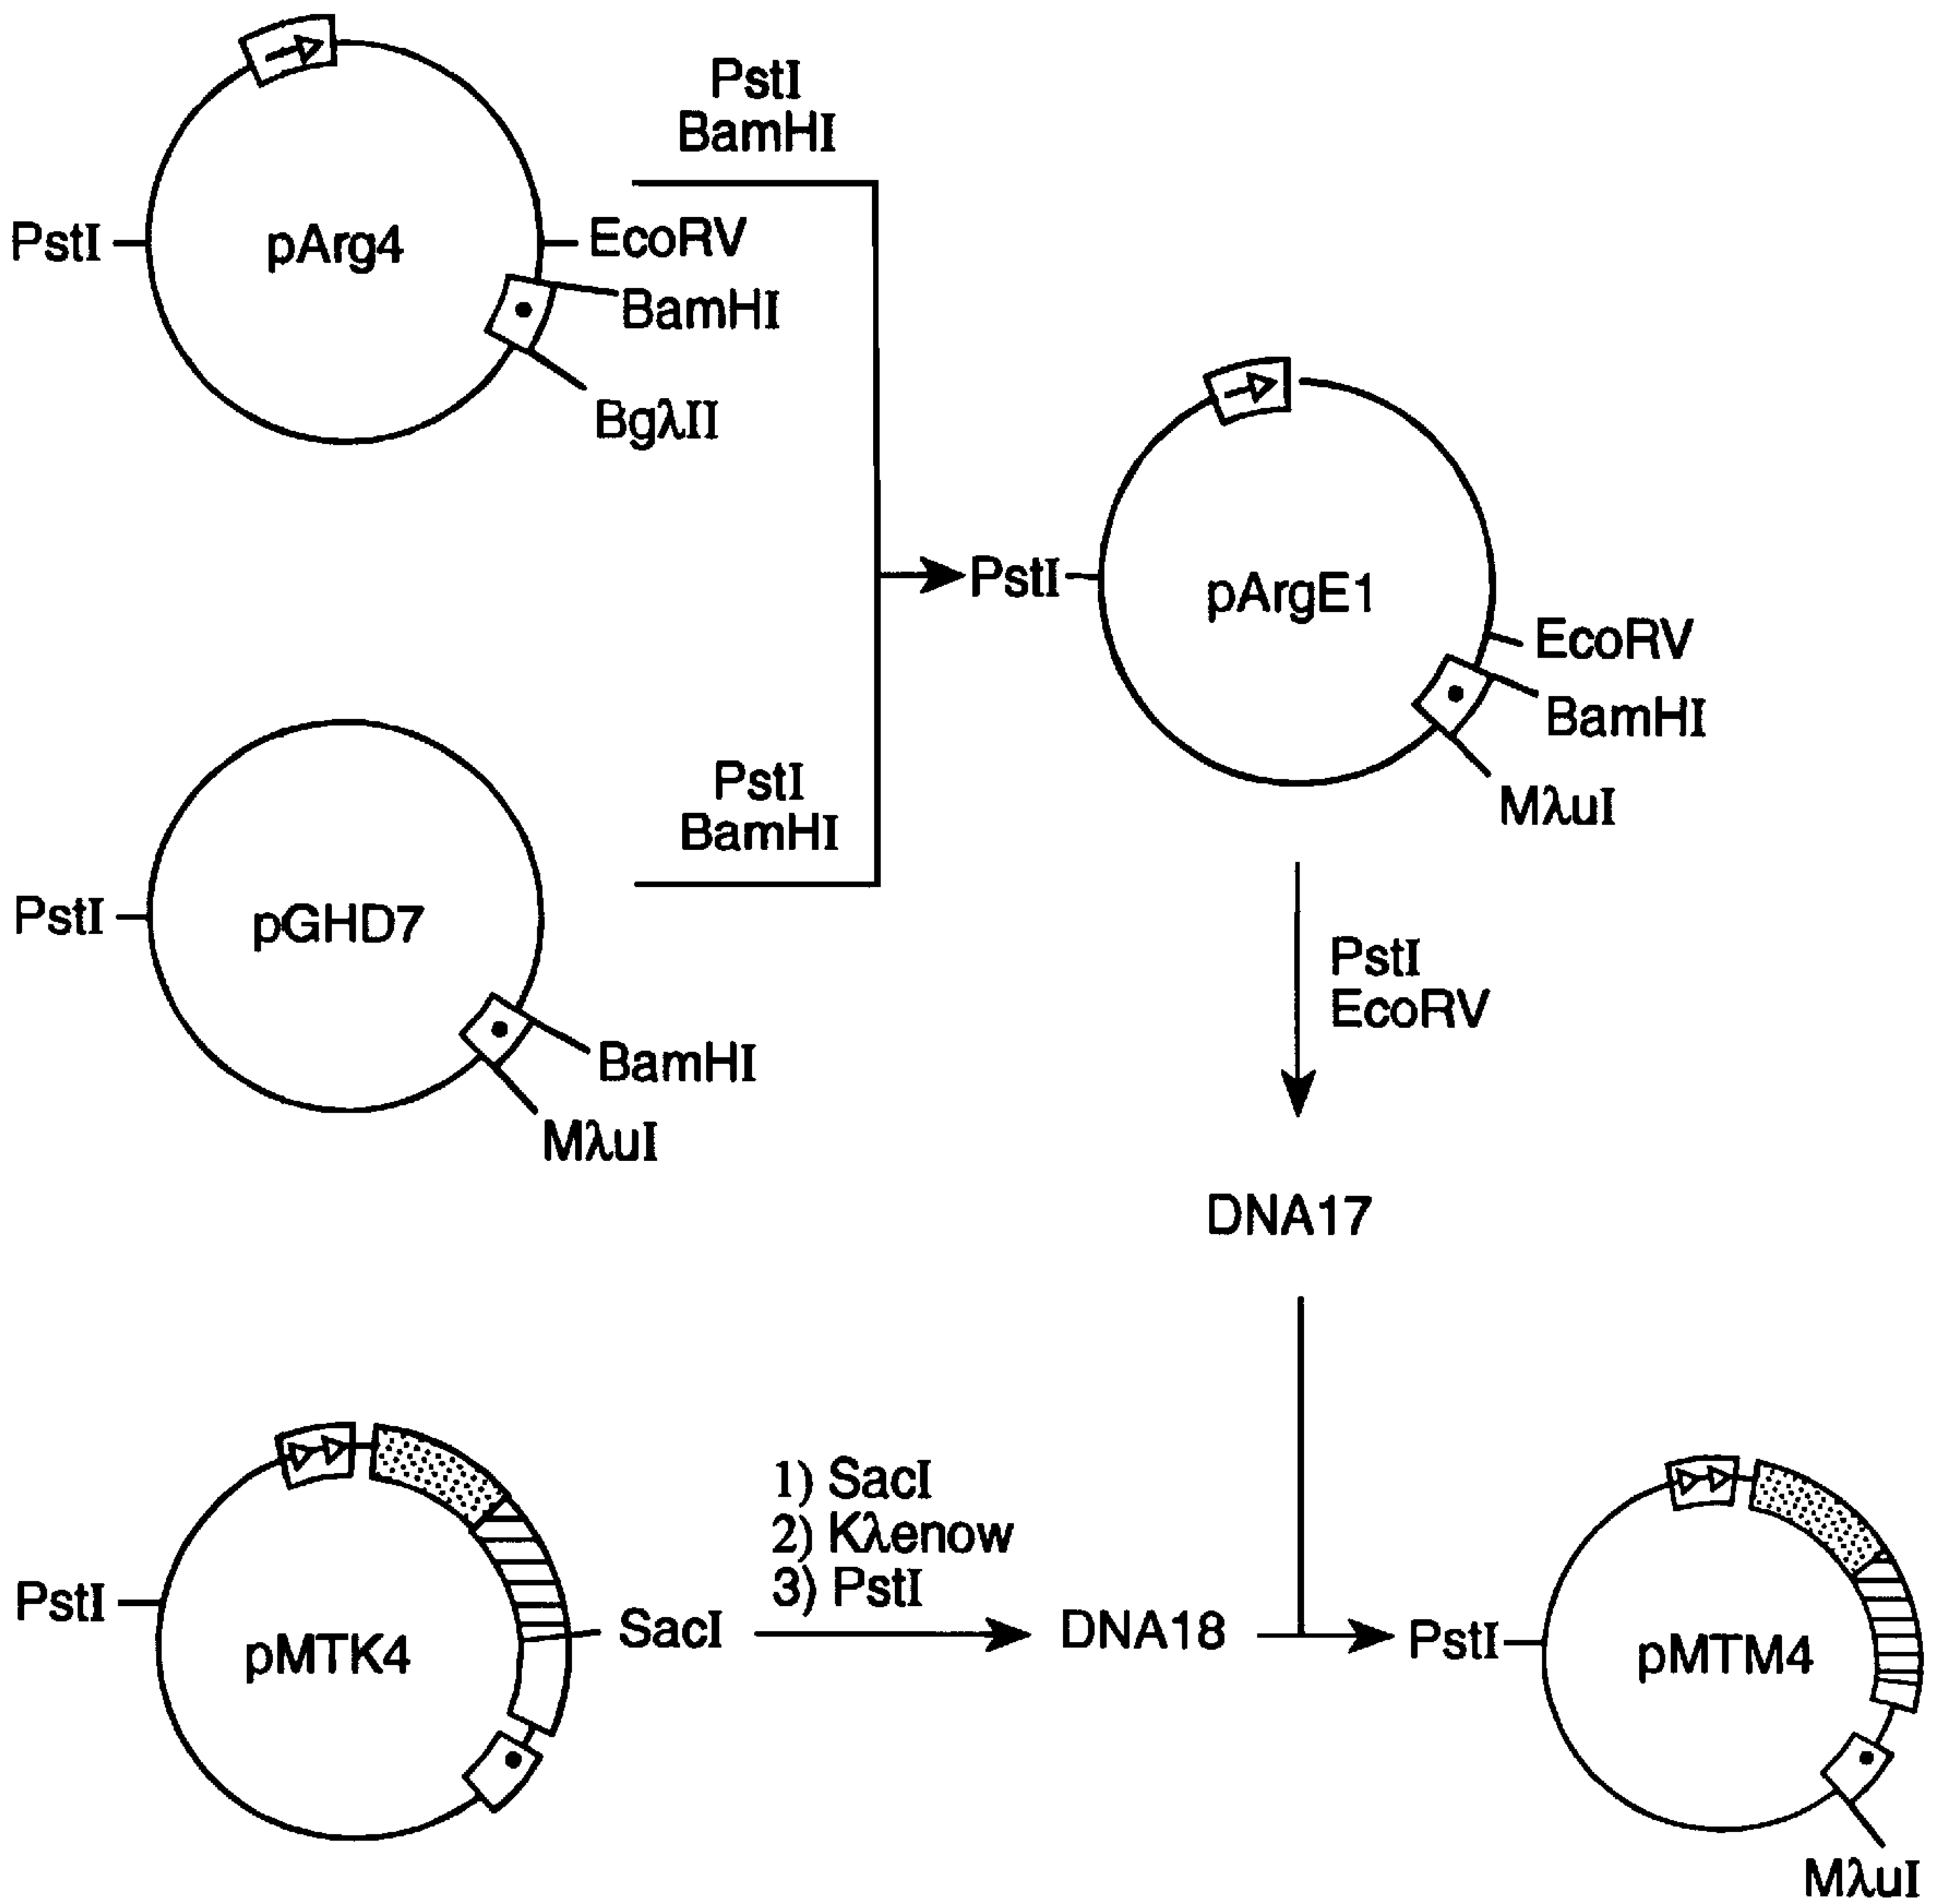 PstI
BamHI
PstI
pArg4
EcoRV
BamHI
BgλII
PstI
pArgE1
EcoRV
BamHI
MλuI
PstI
BamHI
PstI
pGHD7
BamHI
MλuI
PstI
EcoRV
DNA17
PstI
pMTK4
SacI
1) SacI
2) Kλenow
3) PstI
DNA18
PstI
pMTM4
MλuI